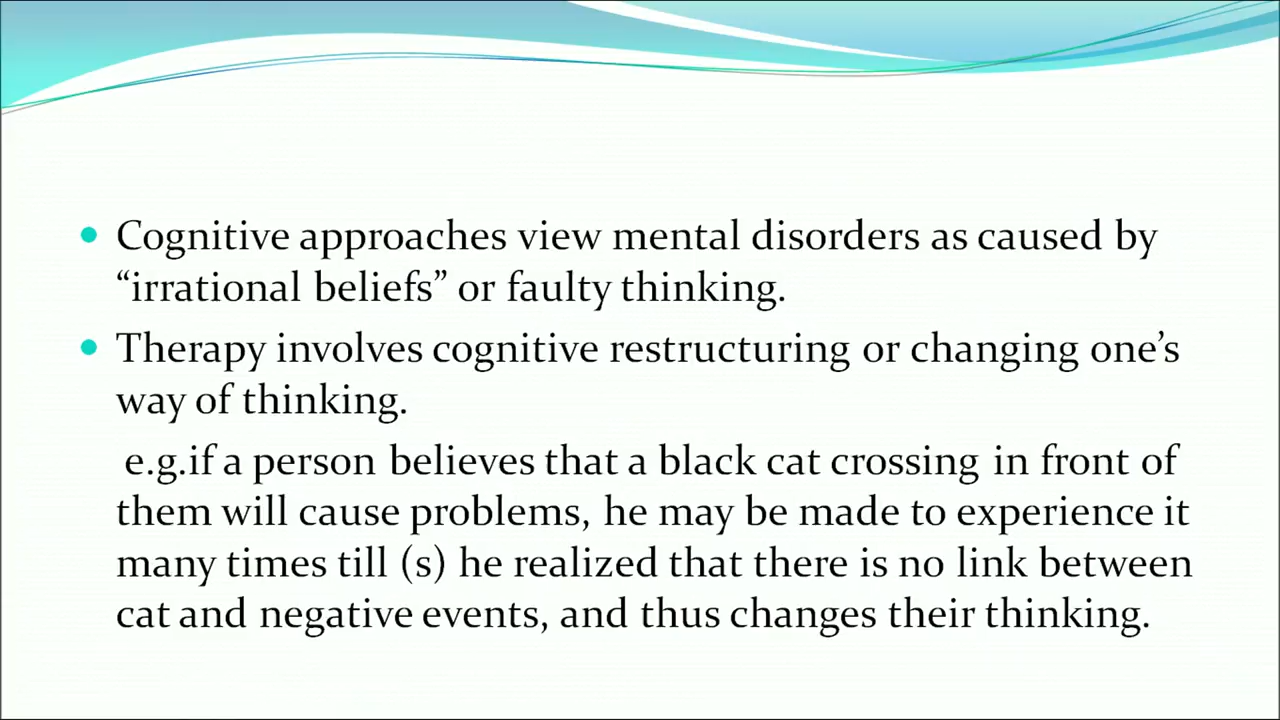 Cognitive approaches view mental disorders as caused by
“irrational beliefs” or faulty thinking.
Therapy involves cognitive restructuring or changing one’s
way of thinking.
e.g.if a person believes that a black cat crossing in front of
them will cause problems, he may be made to experience it
many times till (s) he realized that there is no link between
cat and negative events, and thus changes their thinking.